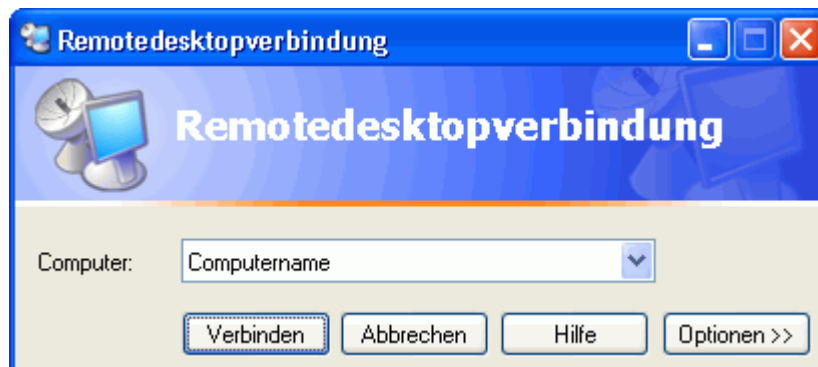 Remotedesktopverbindung
Remotedesktopverbindung
Computer: Computername
Verbinden Abbrechen Hilfe Optionen >>